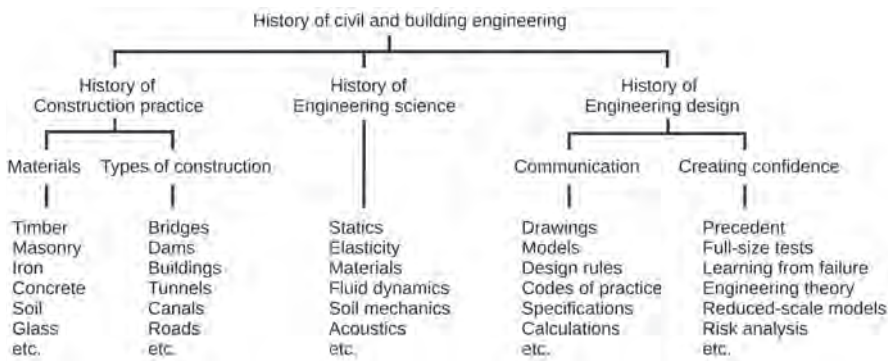 History of civil and building engineering
History of
Construction practice
History of
Engineering science
History of
Engineering design
Materials
Types of construction
Communication
Creating confidence
Timber
Masonry
Iron
Concrete
Soil
Glass
etc.
Bridges
Dams
Buildings
Tunnels
Canals
Roads
etc.
Statics
Elasticity
Materials
Fluid dynamics
Soil mechanics
Acoustics
etc.
Drawings
Models
Design rules
Codes of practice
Specifications
Calculations
etc.
Precedent
Full-size tests
Learning from failure
Engineering theory
Reduced-scale models
Risk analysis
etc.